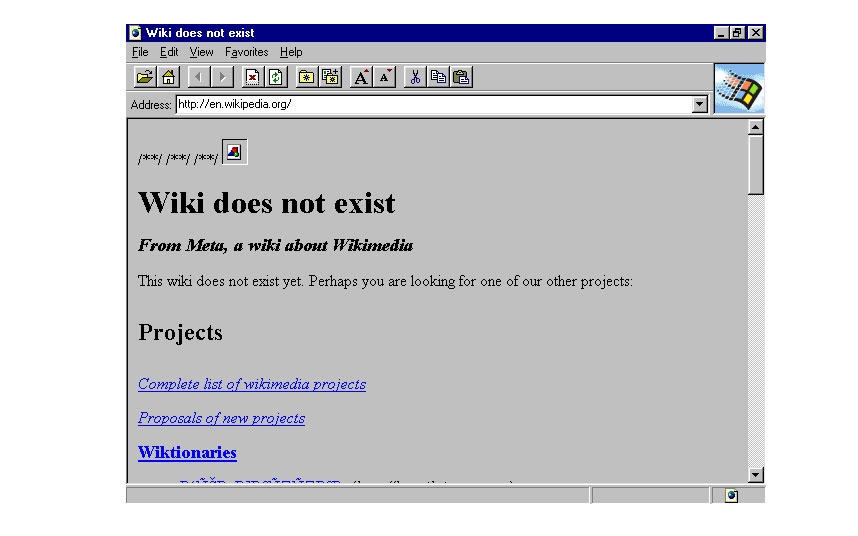 Wiki does not exist
File Edit View Favorites Help
Address: http://en.wikipedia.org/
/**/ /**/ /**/
Wiki does not exist
From Meta, a wiki about Wikimedia
This wiki does not exist yet. Perhaps you are looking for one of our other projects:
Projects
Complete list of wikimedia projects
Proposals of new projects
Wiktionaries